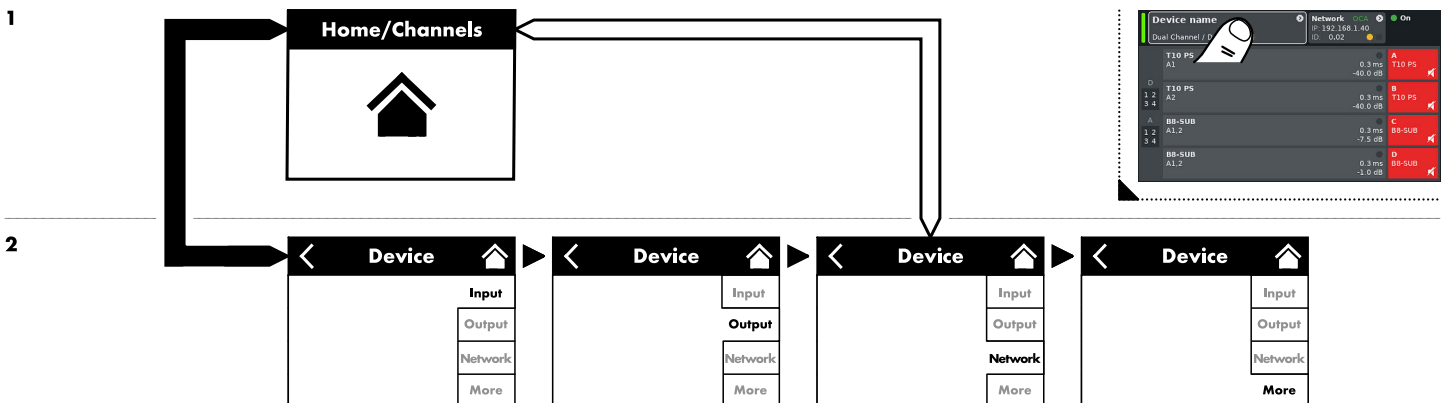 1
Home/Channels
Device name
Dual Channel / D
Network OCA
IP: 192.168.1.40
ID: 0.02
On
T10 PS
A1
0.3 ms
-40.0 dB
A
T10 PS
D
1 2
3 4
T10 PS
A2
0.3 ms
-40.0 dB
B
T10 PS
A
1 2
3 4
B8-SUB
A1,2
0.3 ms
-7.5 dB
C
B8-SUB
B8-SUB
A1,2
0.3 ms
-1.0 dB
D
B8-SUB
2
Device
Input
Output
Network
More
Device
Input
Output
Network
More
Device
Input
Output
Network
More
Device
Input
Output
Network
More